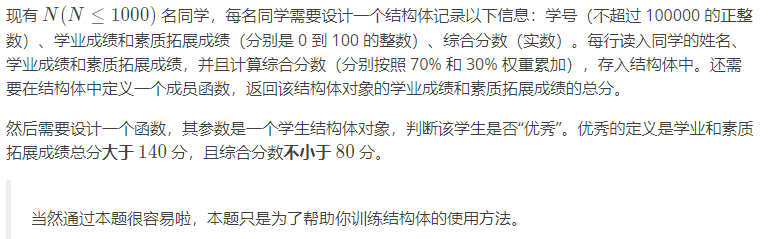 现有 N(N ≤ 1000) 名同学，每名同学需要设计一个结构体记录以下信息：学号（不超过 100000 的正整
数）、学业成绩和素质拓展成绩（分别是 0 到 100 的整数）、综合分数（实数）。每行读入同学的姓名、
学业成绩和素质拓展成绩，并且计算综合分数（分别按照 70% 和 30% 权重累加），存入结构体中。还需
要在结构体中定义一个成员函数，返回该结构体对象的学业成绩和素质拓展成绩的总分。
然后需要设计一个函数，其参数是一个学生结构体对象，判断该学生是否“优秀”。优秀的定义是学业和素质
拓展成绩总分大于 140 分，且综合分数不小于 80 分。
当然通过本题很容易啦，本题只是为了帮助你训练结构体的使用方法。